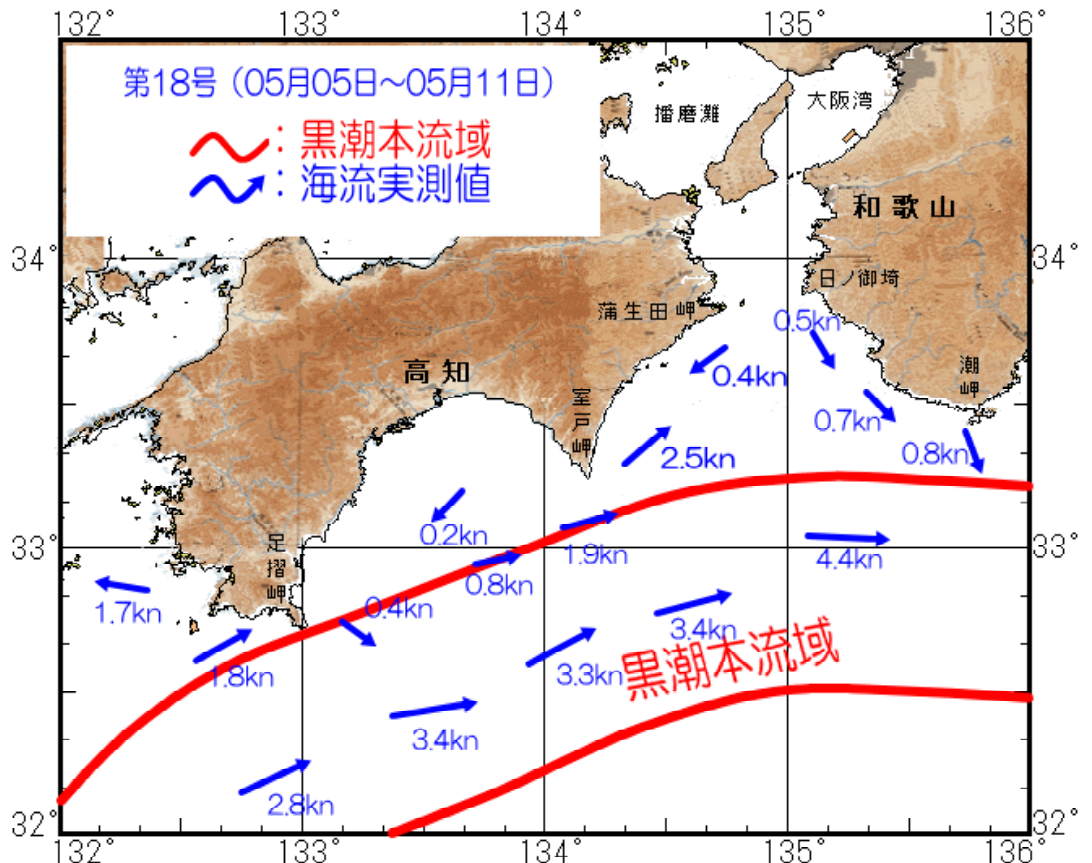 132° 133° 134° 135° 136°
第18号（05月05日～05月11日）
：黒潮本流域
：海流実測値
播磨灘
大阪湾
和歌山
34° 34°
日ノ御埼
蒲生田岬
0.5kn
高知
室戸岬
潮岬
0.4kn
0.7kn
2.5kn
0.8kn
0.2kn
1.9kn
33° 33°
4.4kn
足摺岬
0.8kn
1.7kn
0.4kn
3.4kn
黒潮本流域
1.8kn
3.3kn
3.4kn
2.8kn
32° 32°
132° 133° 134° 135° 136°